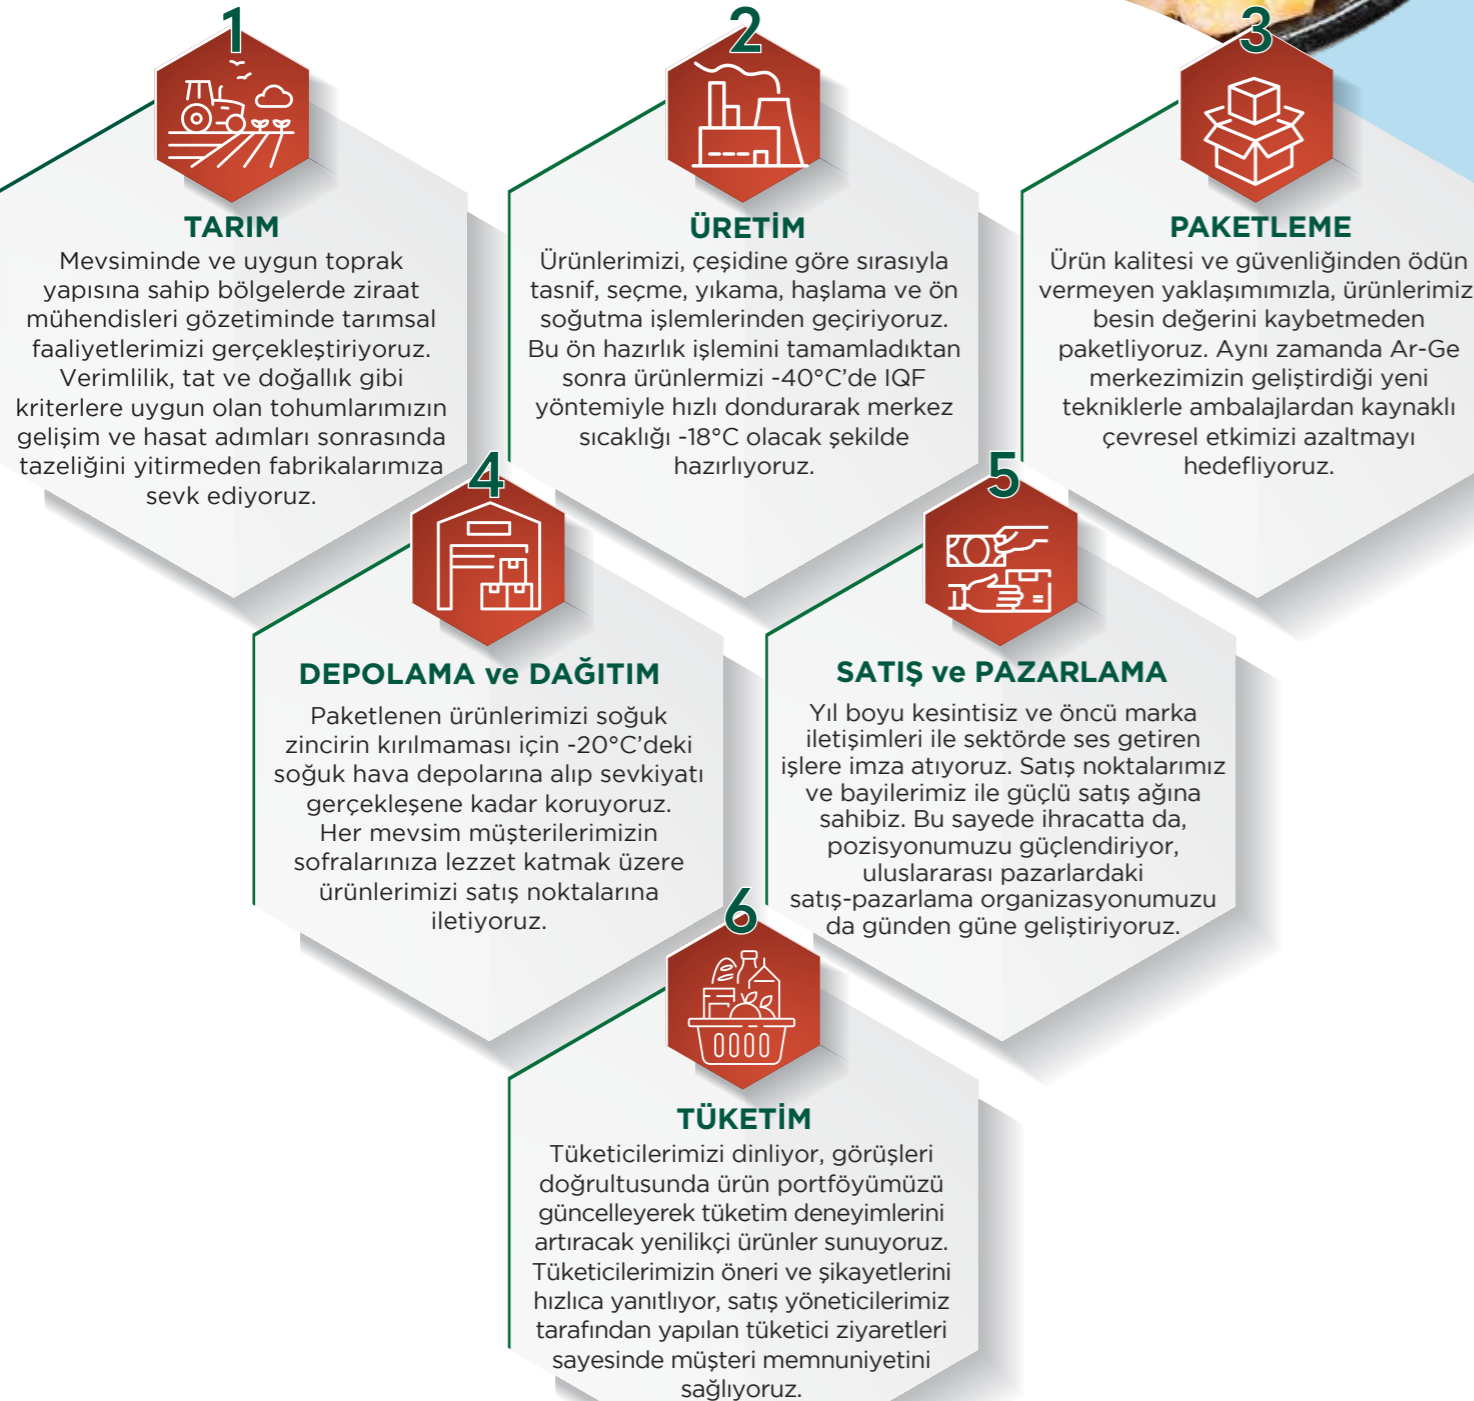 1
TARIM
Mevsiminde ve uygun toprak
yapısına sahip bölgelerde ziraat
mühendisleri gözetiminde tarımsal
faaliyetlerimizi gerçekleştiriyoruz.
Verimlilik, tat ve doğallık gibi
kriterlere uygun olan tohumlarımızın
gelişim ve hasat adımları sonrasında
tazeliğini yitirmeden fabrikalarımıza
sevk ediyoruz.
2
ÜRETİM
Ürünlerimizi, çeşidine göre sırasıyla
tasnif, seçme, yıkama, haşlama ve ön
soğutma işlemlerinden geçiriyoruz.
Bu ön hazırlık işlemini tamamladıktan
sonra ürünlermizi -40°C’de IQF
yöntemiyle hızlı dondurarak merkez
sıcaklığı -18°C olacak şekilde
hazırlıyoruz.
3
PAKETLEME
Ürün kalitesi ve güvenliğinden ödün
vermeyen yaklaşımımızla, ürünlerimiz
besin değerini kaybetmeden
paketliyoruz. Aynı zamanda Ar-Ge
merkezimizin geliştirdiği yeni
tekniklerle ambalajlardan kaynaklı
çevresel etkimizi azaltmayı
hedefliyoruz.
4
DEPOLAMA ve DAĞITIM
Paketlenen ürünlerimizi soğuk
zincirin kırılmaması için -20°C’deki
soğuk hava depolarına alıp sevkiyatı
gerçekleşene kadar koruyoruz.
Her mevsim müşterilerimizin
sofralarınıza lezzet katmak üzere
ürünlerimizi satış noktalarına
iletiyoruz.
5
SATIŞ ve PAZARLAMA
Yıl boyu kesintisiz ve öncü marka
iletişimleri ile sektörde ses getiren
işlere imza atıyoruz. Satış noktalarımız
ve bayilerimiz ile güçlü satış ağına
sahibiz. Bu sayede ihracatta da,
pozisyonumuzu güçlendiriyor,
uluslararası pazarlardaki
satış-pazarlama organizasyonumuzu
da günden güne geliştiriyoruz.
6
TÜKETİM
Tüketicilerimizi dinliyor, görüşleri
doğrultusunda ürün portföyümüzü
güncelleyerek tüketim deneyimlerini
artıracak yenilikçi ürünler sunuyoruz.
Tüketicilerimizin öneri ve şikayetlerini
hızlıca yanıtlıyor, satış yöneticilerimiz
tarafından yapılan tüketici ziyaretleri
sayesinde müşteri memnuniyetini
sağlıyoruz.